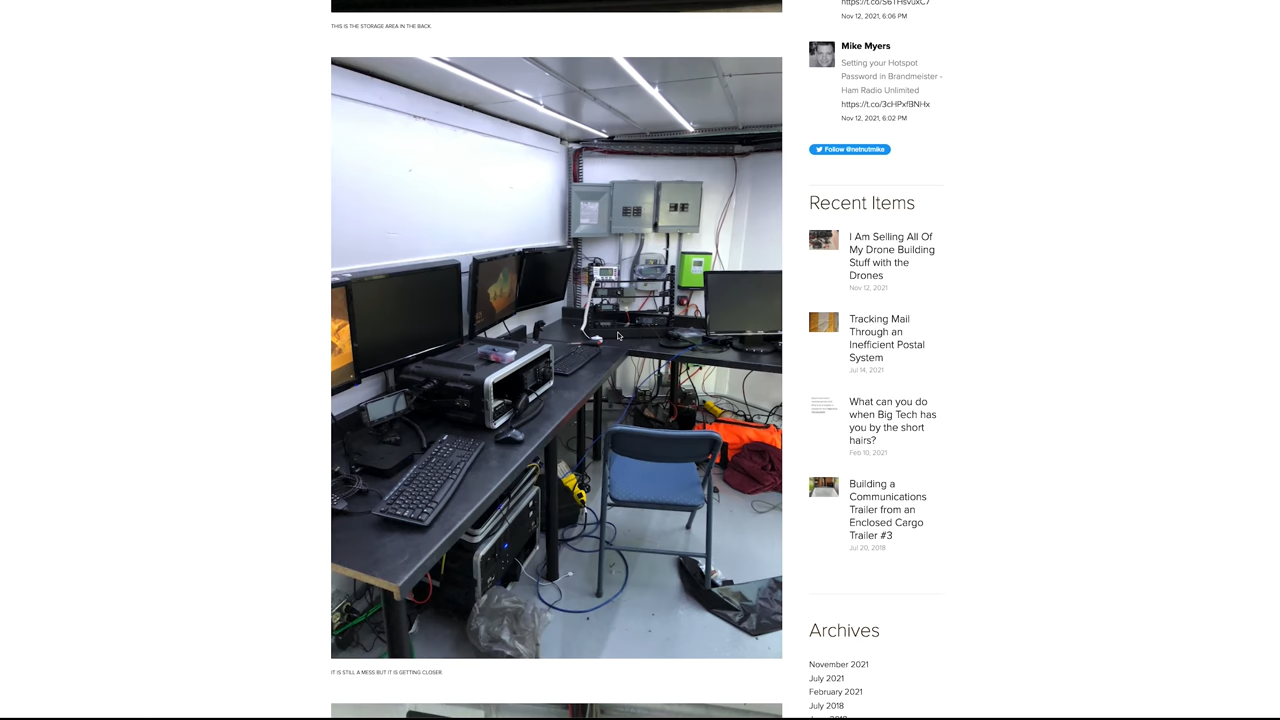 THIS IS THE STORAGE AREA IN THE BACK.
IT IS STILL A MESS BUT IT IS GETTING CLOSER.
Nov 12, 2021, 6:06 PM
Mike Myers
Setting your Hotspot
Password in Brandmeister -
Ham Radio Unlimited
https://t.co/3cHPxfBNHx
Nov 12, 2021, 6:02 PM
Follow @netnutmike
Recent Items
I Am Selling All Of
My Drone Building
Stuff with the
Drones
Nov 12, 2021
Tracking Mail
Through an
Inefficient Postal
System
Jul 14, 2021
What can you do
when Big Tech has
you by the short
hairs?
Feb 10, 2021
Building a
Communications
Trailer from an
Enclosed Cargo
Trailer #3
Jul 20, 2018
Archives
November 2021
July 2021
February 2021
July 2018